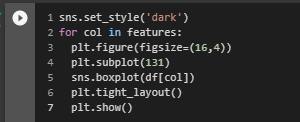 1 sns.set_style('dark')
2 for col in features:
3   plt.figure(figsize=(16,4))
4   plt.subplot(131)
5   sns.boxplot(df[col])
6   plt.tight_layout()
7   plt.show()